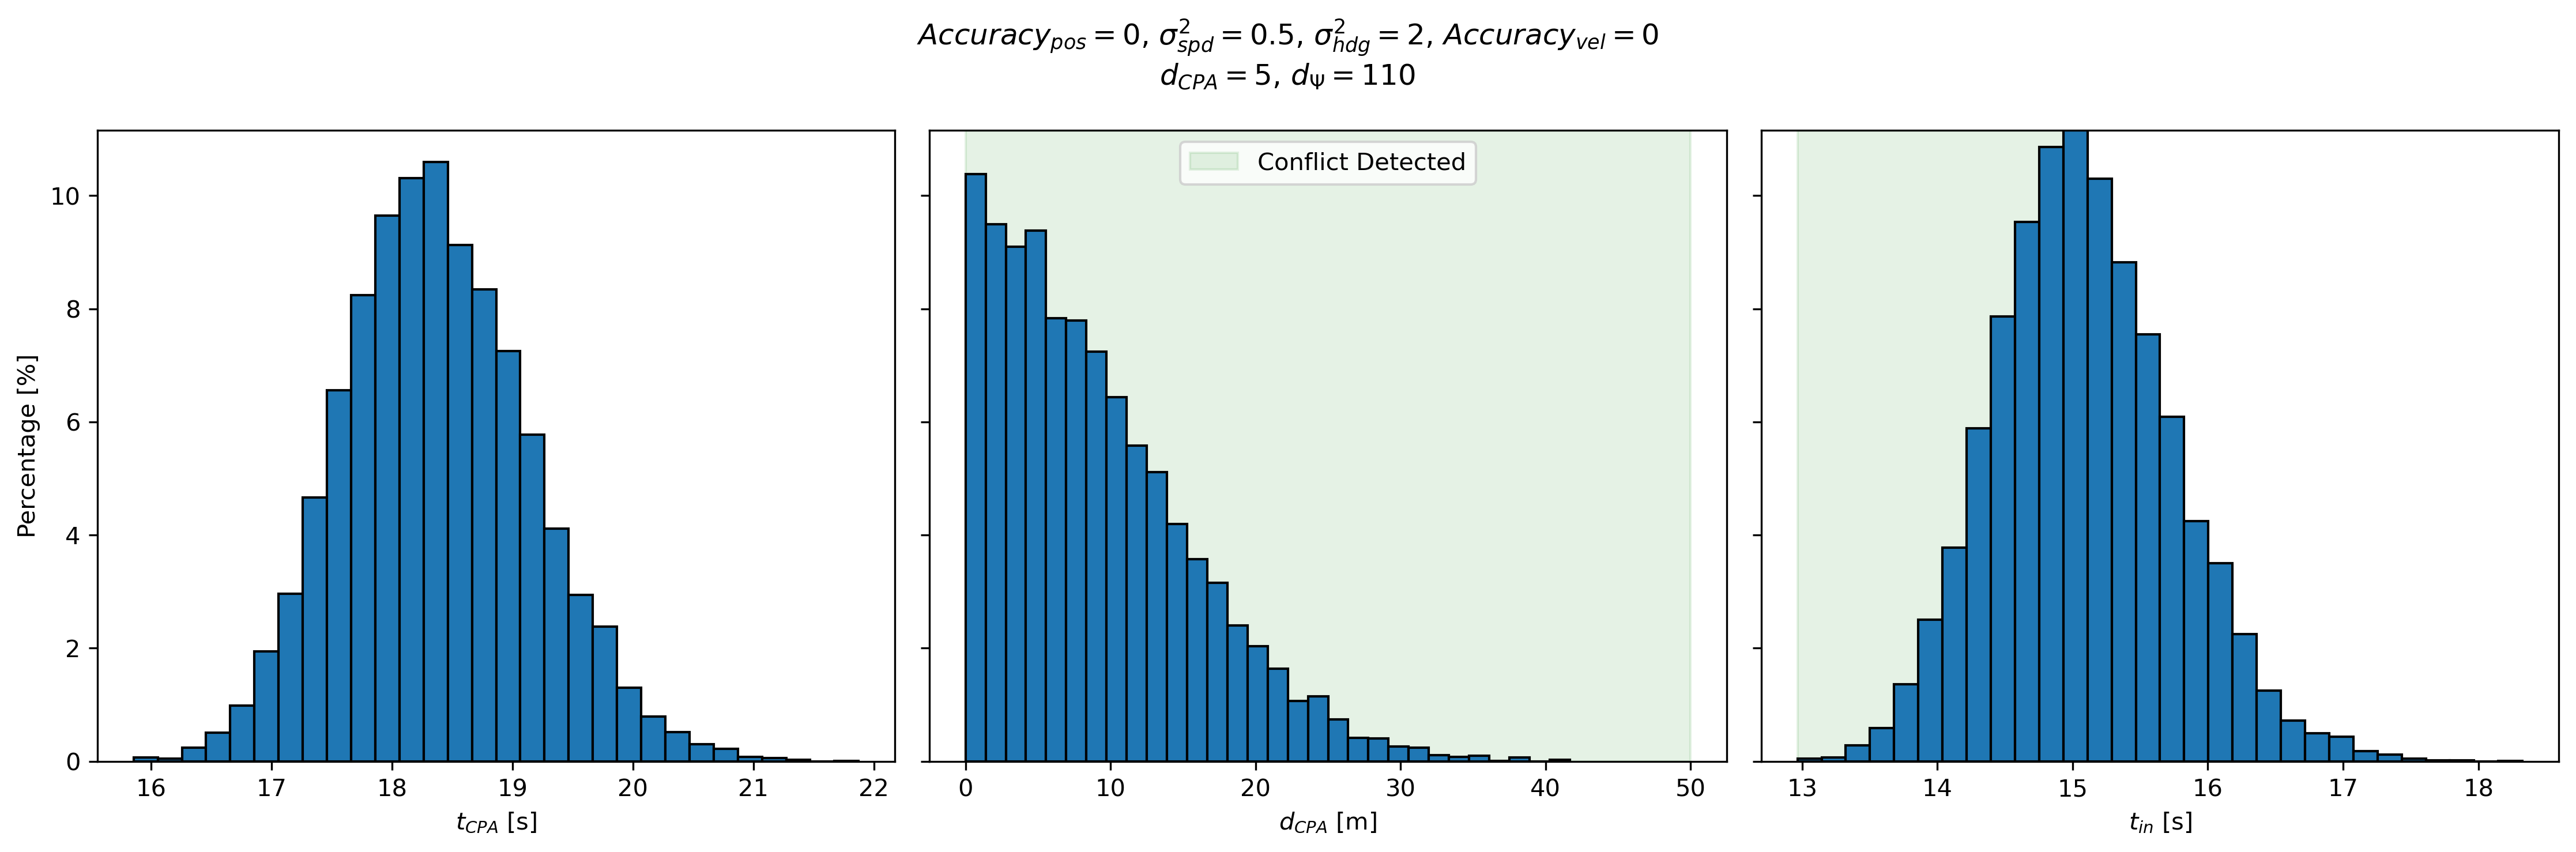 Accuracy_pos = 0, σ²_spd = 0.5, σ²_hdg = 2, Accuracy_vel = 0
d_CPA = 5, d_ψ = 110
Percentage [%]
0
2
4
6
8
10
16 17 18 19 20 21 22
t_CPA [s]
Conflict Detected
0 10 20 30 40 50
d_CPA [m]
13 14 15 16 17 18
t_in [s]